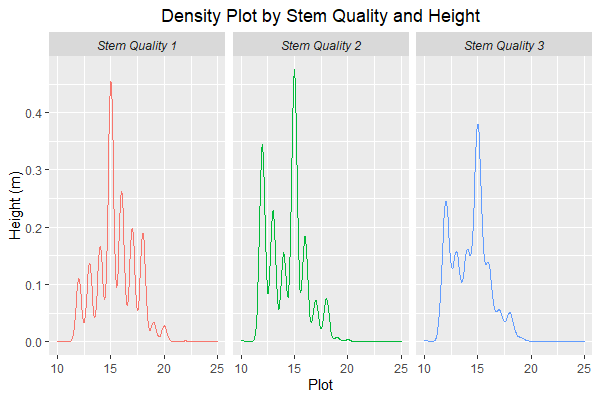 Density Plot by Stem Quality and Height
Stem Quality 1 Stem Quality 2 Stem Quality 3
0.4
0.3
0.2
0.1
0.0
Height (m)
10 15 20 25 10 15 20 25 10 15 20 25
Plot